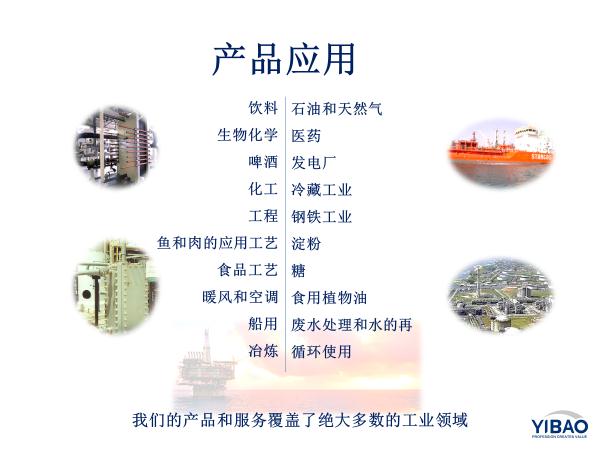 产品应用
饮料 石油和天然气
生物化学 医药
啤酒 发电厂
化工 冷藏工业
工程 钢铁工业
鱼和肉的应用工艺 淀粉
食品工艺 糖
暖风和空调 食用植物油
船用 废水处理和水的再
冶炼 循环使用
我们的产品和服务覆盖了绝大多数的工业领域
YIBAO
PROFESSION CREATES VALUE